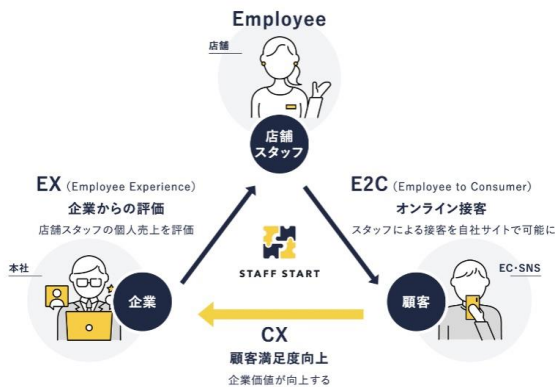 Employee
店舗
店舗
スタッフ
EX (Employee Experience)
企業からの評価
店舗スタッフの個人売上を評価
E2C (Employee to Consumer)
オンライン接客
スタッフによる接客を自社サイトで可能に
STAFF START
本社
企業
EC・SNS
顧客
CX
顧客満足度向上
企業価値が向上する